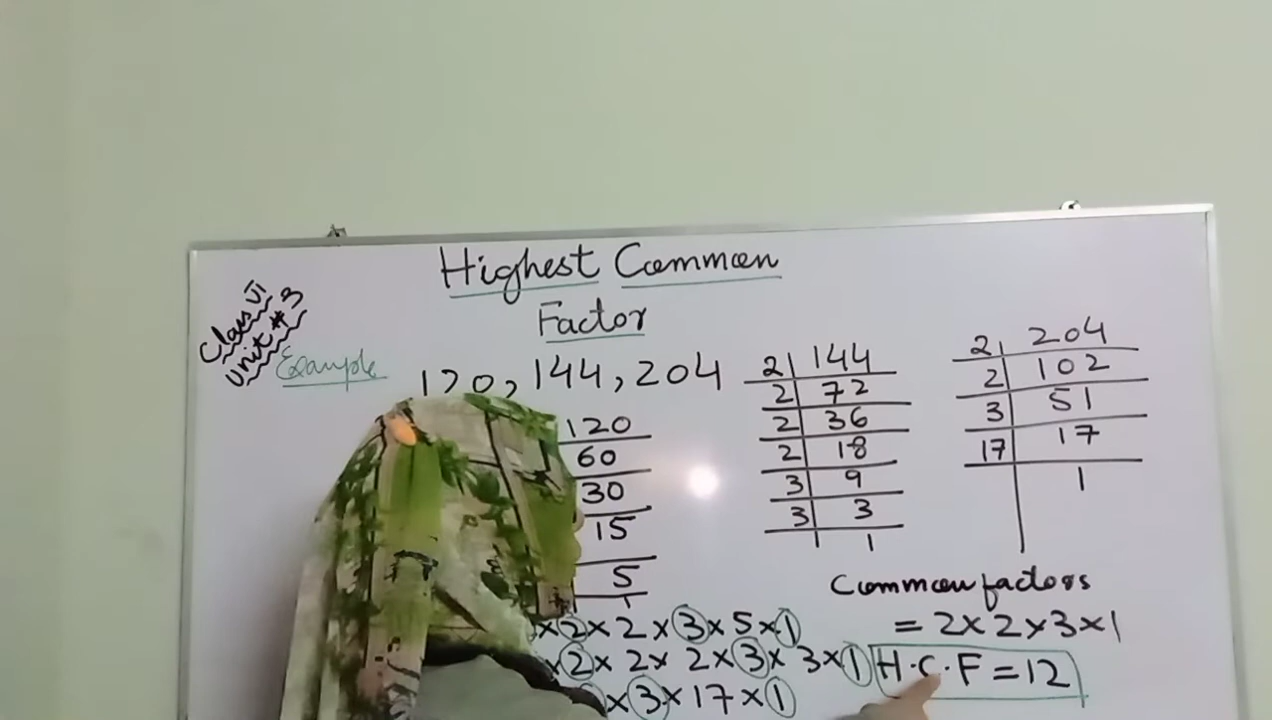 Highest Common
Factor
Class VI
Unit # 3
Example
120, 144, 204
120
60
30
15
5
1
2 144
2 72
2 36
2 18
3 9
3 3
1 1
2 204
2 102
3 51
17 17
1
Common factors
= 2×2×3×1
×2×2×3×5×1
×2×2×2×3×3×1
×3×17×1
H.C.F = 12